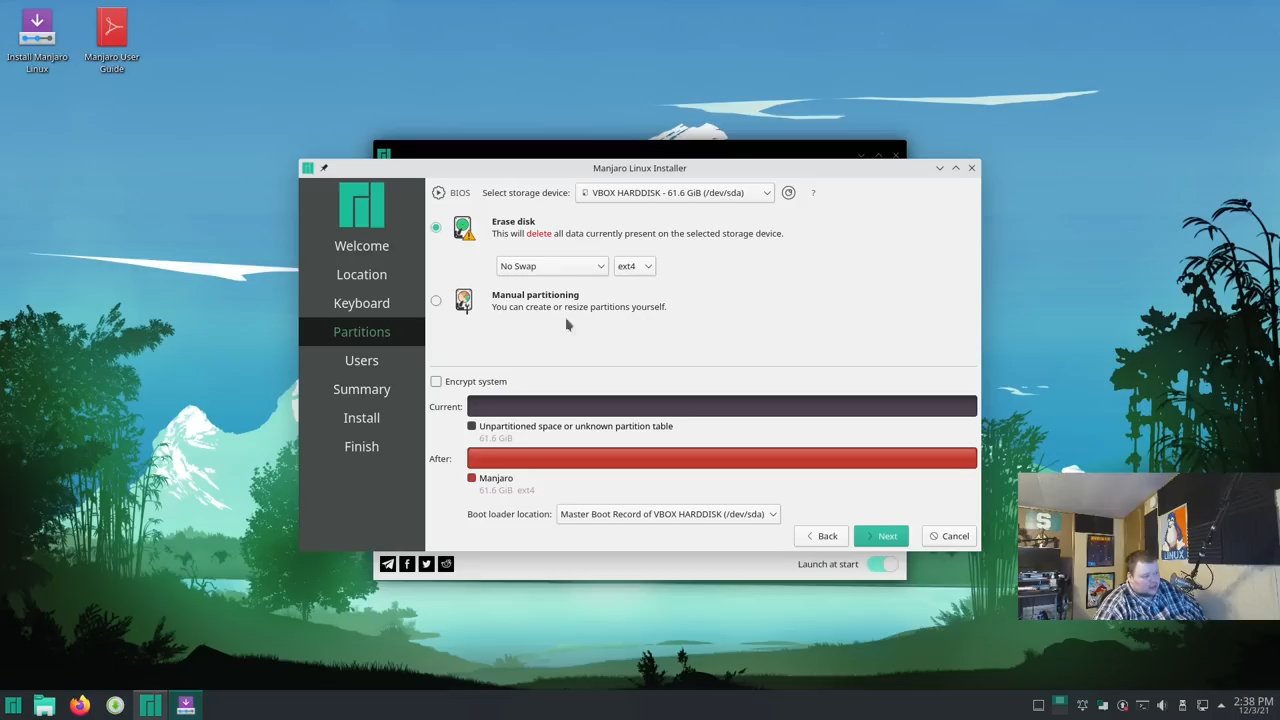 Install Manjaro
Linux
Manjaro User
Guide
Manjaro Linux Installer
BIOS
Select storage device:
VBOX HARDDISK - 61.6 GiB (/dev/sda)
?
Welcome
Location
Keyboard
Partitions
Users
Summary
Install
Finish
Erase disk
This will delete all data currently present on the selected storage device.
No Swap
ext4
Manual partitioning
You can create or resize partitions yourself.
Encrypt system
Current:
Unpartitioned space or unknown partition table
61.6 GiB
After:
Manjaro
61.6 GiB ext4
Boot loader location:
Master Boot Record of VBOX HARDDISK (/dev/sda)
Back
Next
Cancel
Launch at start
S
LINUX
2:38 PM
12/3/21